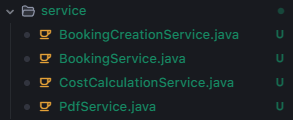 service
BookingCreationService.java U
BookingService.java U
CostCalculationService.java U
PdfService.java U